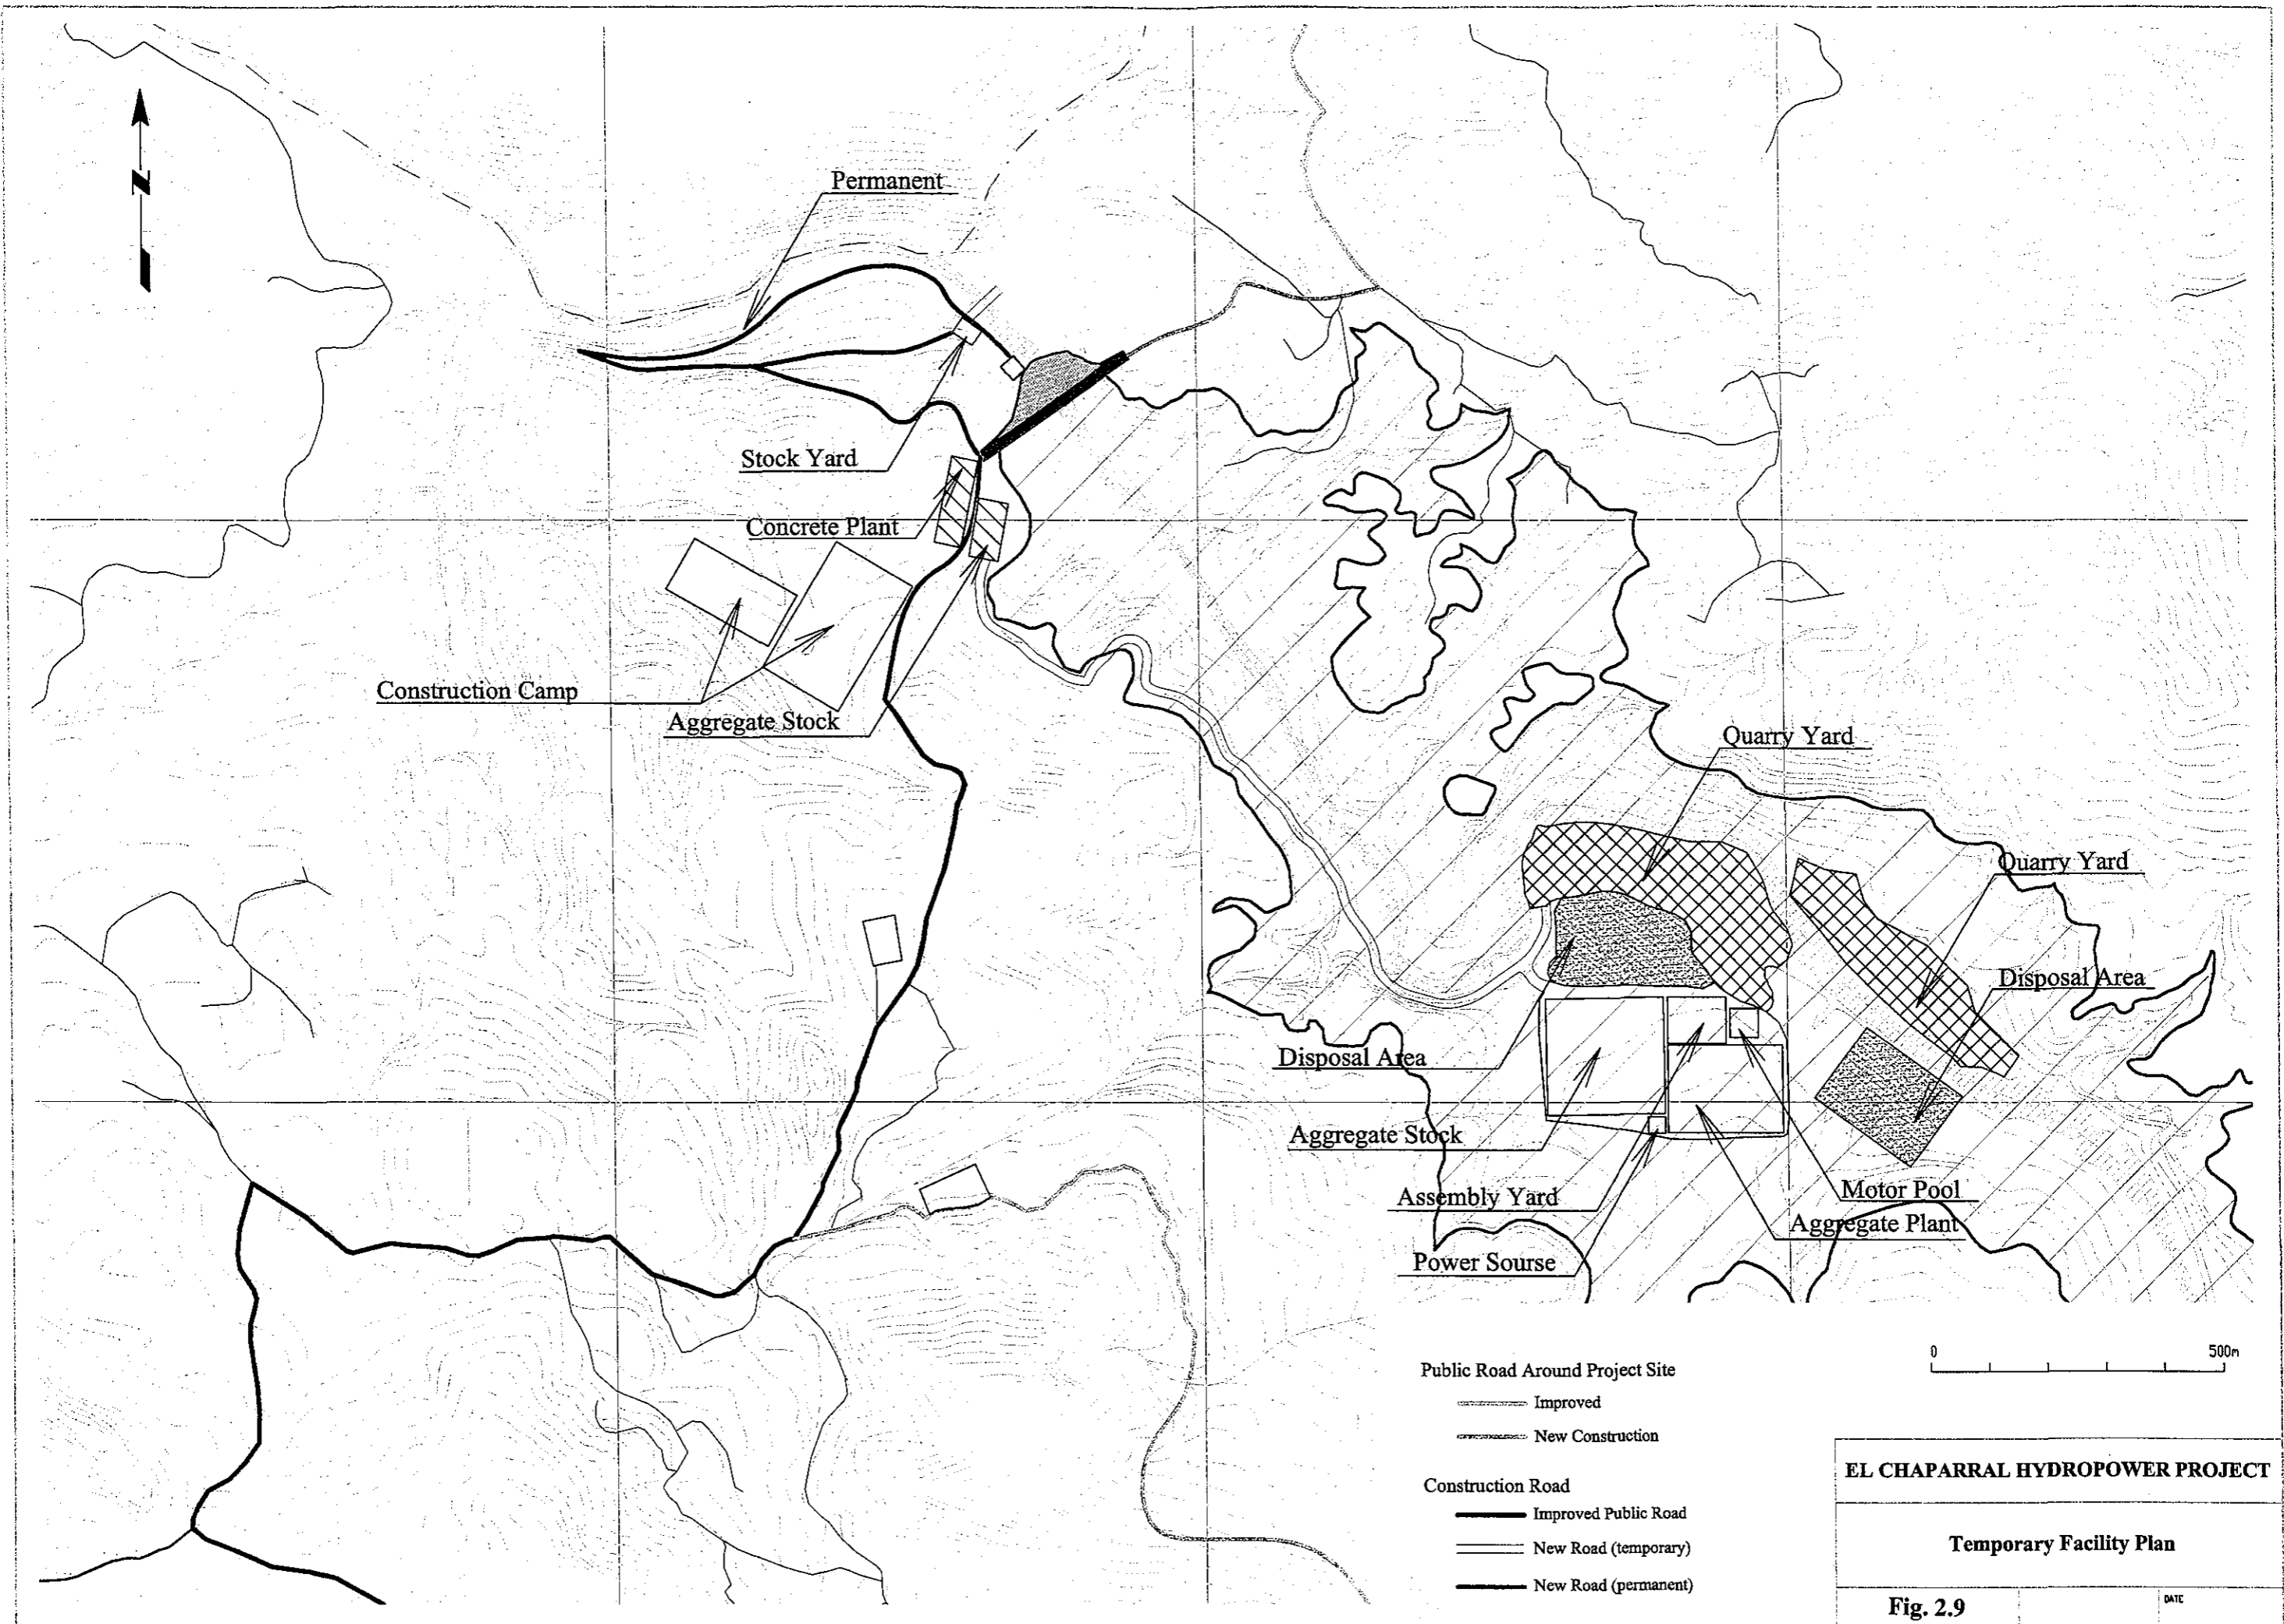 N
Permanent
Stock Yard
Concrete Plant
Construction Camp
Aggregate Stock
Quarry Yard
Quarry Yard
Disposal Area
Disposal Area
Aggregate Stock
Assembly Yard
Motor Pool
Aggregate Plant
Power Sourse
Public Road Around Project Site
Improved
New Construction
Construction Road
Improved Public Road
New Road (temporary)
New Road (permanent)
0 500m
EL CHAPARRAL HYDROPOWER PROJECT
Temporary Facility Plan
Fig. 2.9
DATE